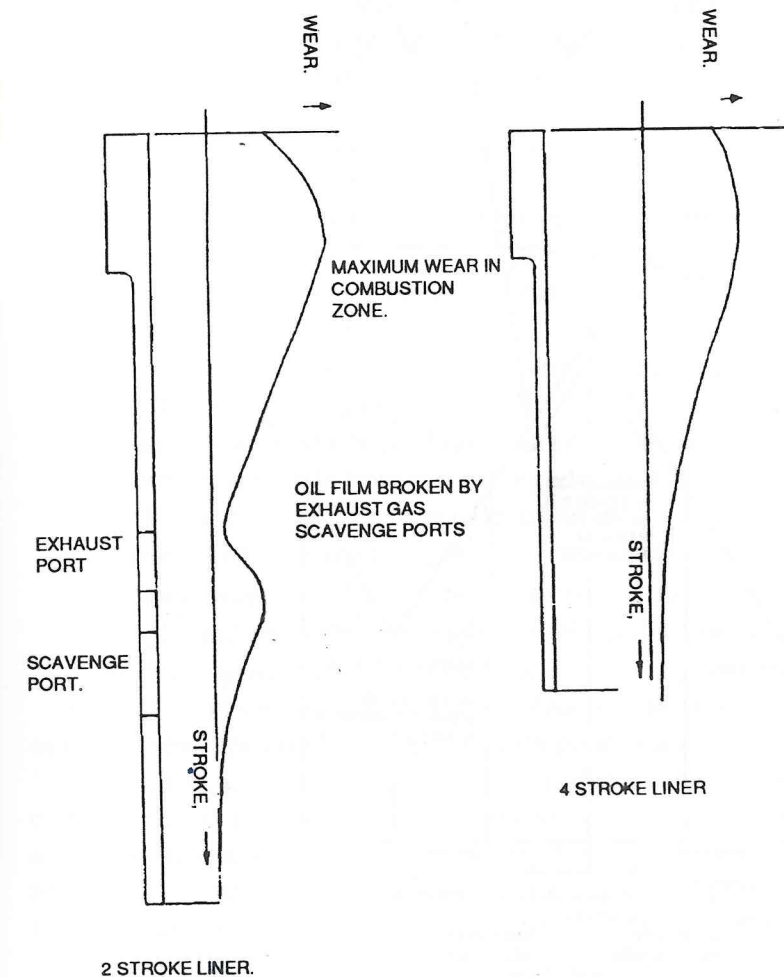 WEAR.
WEAR.
MAXIMUM WEAR IN
COMBUSTION
ZONE.
OIL FILM BROKEN BY
EXHAUST GAS
SCAVENGE PORTS
EXHAUST
PORT
SCAVENGE
PORT.
STROKE,
STROKE,
4 STROKE LINER
2 STROKE LINER.